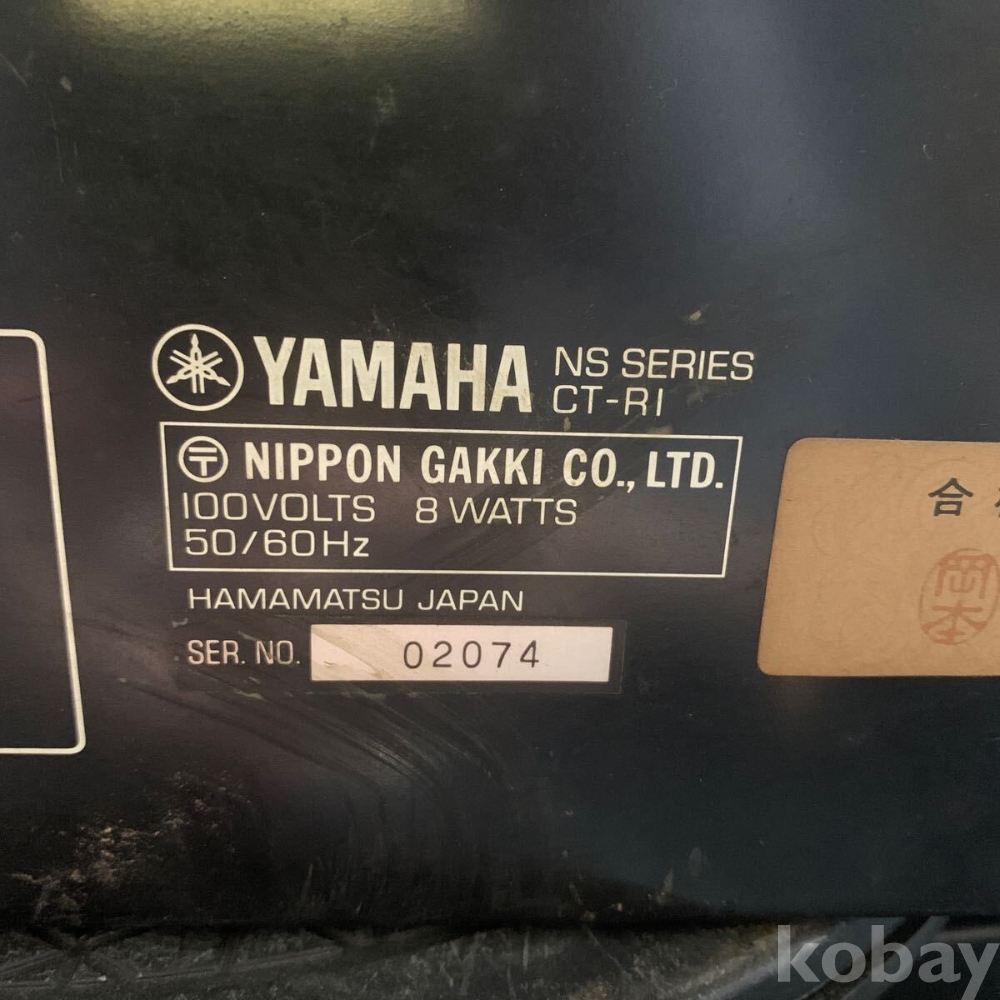 YAMAHA NS SERIES
CT-R1
〒 NIPPON GAKKI CO., LTD.
100VOLTS 8 WATTS
50/60Hz
HAMAMATSU JAPAN
SER. NO. 02074
合
岡本
kobay